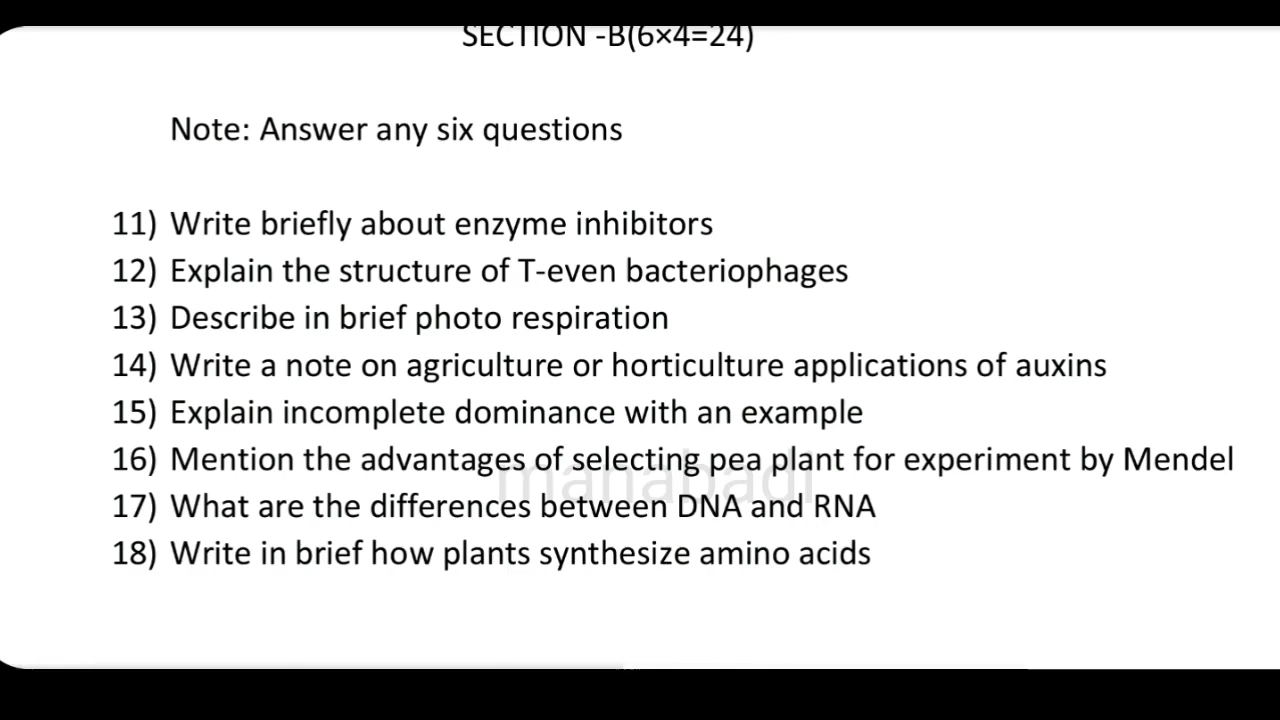 SECTION -B(6×4=24)
Note: Answer any six questions
11) Write briefly about enzyme inhibitors
12) Explain the structure of T-even bacteriophages
13) Describe in brief photo respiration
14) Write a note on agriculture or horticulture applications of auxins
15) Explain incomplete dominance with an example
16) Mention the advantages of selecting pea plant for experiment by Mendel
manabadi
17) What are the differences between DNA and RNA
18) Write in brief how plants synthesize amino acids